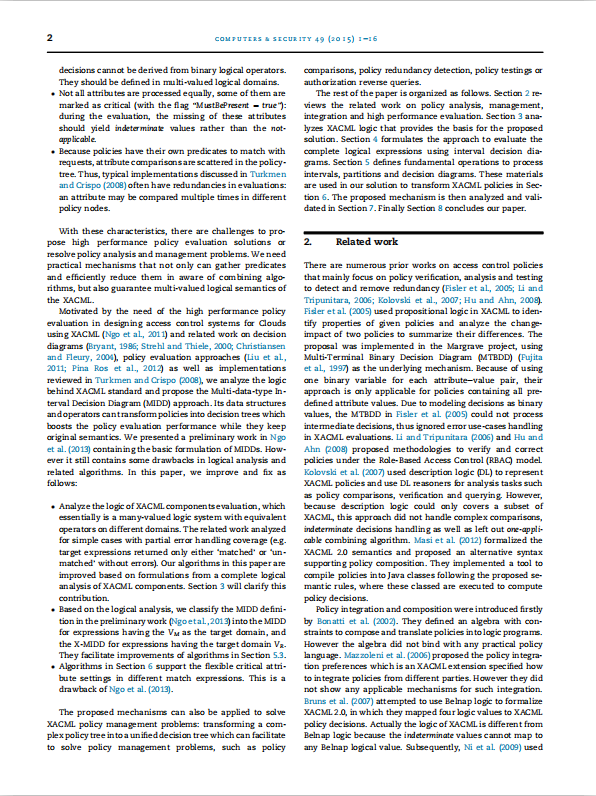 2
COMPUTERS & SECURITY 49 (2015) 1–16
decisions cannot be derived from binary logical operators.
They should be defined in multi-valued logical domains.
• Not all attributes are processed equally, some of them are
marked as critical (with the flag “MustBePresent = true”):
during the evaluation, the missing of these attributes
should yield indeterminate values rather than the not-
applicable.
• Because policies have their own predicates to match with
requests, attribute comparisons are scattered in the policy-
tree. Thus, typical implementations discussed in Turkmen
and Crispo (2008) often have redundancies in evaluations:
an attribute may be compared multiple times in different
policy nodes.
With these characteristics, there are challenges to pro-
pose high performance policy evaluation solutions or
resolve policy analysis and management problems. We need
practical mechanisms that not only can gather predicates
and efficiently reduce them in aware of combining algo-
rithms, but also guarantee multi-valued logical semantics of
the XACML.
Motivated by the need of the high performance policy
evaluation in designing access control systems for Clouds
using XACML (Ngo et al., 2011) and related work on decision
diagrams (Bryant, 1986; Strehl and Thiele, 2000; Christiansen
and Fleury, 2004), policy evaluation approaches (Liu et al.,
2011; Pina Ros et al., 2012) as well as implementations
reviewed in Turkmen and Crispo (2008), we analyze the logic
behind XACML standard and propose the Multi-data-type In-
terval Decision Diagram (MIDD) approach. Its data structures
and operators can transform policies into decision trees which
boosts the policy evaluation performance while they keep
original semantics. We presented a preliminary work in Ngo
et al. (2013) containing the basic formulation of MIDDs. How-
ever it still contains some drawbacks in logical analysis and
related algorithms. In this paper, we improve and fix as
follows:
• Analyze the logic of XACML components evaluation, which
essentially is a many-valued logic system with equivalent
operators on different domains. The related work analyzed
for simple cases with partial error handling coverage (e.g.
target expressions returned only either ‘matched’ or ‘un-
matched’ without errors). Our algorithms in this paper are
improved based on formulations from a complete logical
analysis of XACML components. Section 3 will clarify this
contribution.
• Based on the logical analysis, we classify the MIDD defini-
tion in the preliminary work (Ngo et al., 2013) into the MIDD
for expressions having the VM as the target domain, and
the X-MIDD for expressions having the target domain VR.
They facilitate improvements of algorithms in Section 5.3.
• Algorithms in Section 6 support the flexible critical attri-
bute settings in different match expressions. This is a
drawback of Ngo et al. (2013).
The proposed mechanisms can also be applied to solve
XACML policy management problems: transforming a com-
plex policy tree into a unified decision tree which can facilitate
to solve policy management problems, such as policy
comparisons, policy redundancy detection, policy testings or
authorization reverse queries.
The rest of the paper is organized as follows. Section 2 re-
views the related work on policy analysis, management,
integration and high performance evaluation. Section 3 ana-
lyzes XACML logic that provides the basis for the proposed
solution. Section 4 formulates the approach to evaluate the
complete logical expressions using interval decision dia-
grams. Section 5 defines fundamental operations to process
intervals, partitions and decision diagrams. These materials
are used in our solution to transform XACML policies in Sec-
tion 6. The proposed mechanism is then analyzed and vali-
dated in Section 7. Finally Section 8 concludes our paper.
2. Related work
There are numerous prior works on access control policies
that mainly focus on policy verification, analysis and testing
to detect and remove redundancy (Fisler et al., 2005; Li and
Tripunitara, 2006; Kolovski et al., 2007; Hu and Ahn, 2008).
Fisler et al. (2005) used propositional logic in XACML to iden-
tify properties of given policies and analyze the change-
impact of two policies to summarize their differences. The
proposal was implemented in the Margrave project, using
Multi-Terminal Binary Decision Diagram (MTBDD) (Fujita
et al., 1997) as the underlying mechanism. Because of using
one binary variable for each attribute–value pair, their
approach is only applicable for policies containing all pre-
defined attribute values. Due to modeling decisions as binary
values, the MTBDD in Fisler et al. (2005) could not process
intermediate decisions, thus ignored error use-cases handling
in XACML evaluations. Li and Tripunitara (2006) and Hu and
Ahn (2008) proposed methodologies to verify and correct
policies under the Role-Based Access Control (RBAC) model.
Kolovski et al. (2007) used description logic (DL) to represent
XACML policies and use DL reasoners for analysis tasks such
as policy comparisons, verification and querying. However,
because description logic could only covers a subset of
XACML, this approach did not handle complex comparisons,
indeterminate decisions handling as well as left out one-appli-
cable combining algorithm. Masi et al. (2012) formalized the
XACML 2.0 semantics and proposed an alternative syntax
supporting policy composition. They implemented a tool to
compile policies into Java classes following the proposed se-
mantic rules, where these classed are executed to compute
policy decisions.
Policy integration and composition were introduced firstly
by Bonatti et al. (2002). They defined an algebra with con-
straints to compose and translate policies into logic programs.
However the algebra did not bind with any practical policy
language. Mazzoleni et al. (2006) proposed the policy integra-
tion preferences which is an XACML extension specified how
to integrate policies from different parties. However they did
not show any applicable mechanisms for such integration.
Bruns et al. (2007) attempted to use Belnap logic to formalize
XACML 2.0, in which they mapped four logic values to XACML
policy decisions. Actually the logic of XACML is different from
Belnap logic because the indeterminate values cannot map to
any Belnap logical value. Subsequently, Ni et al. (2009) used